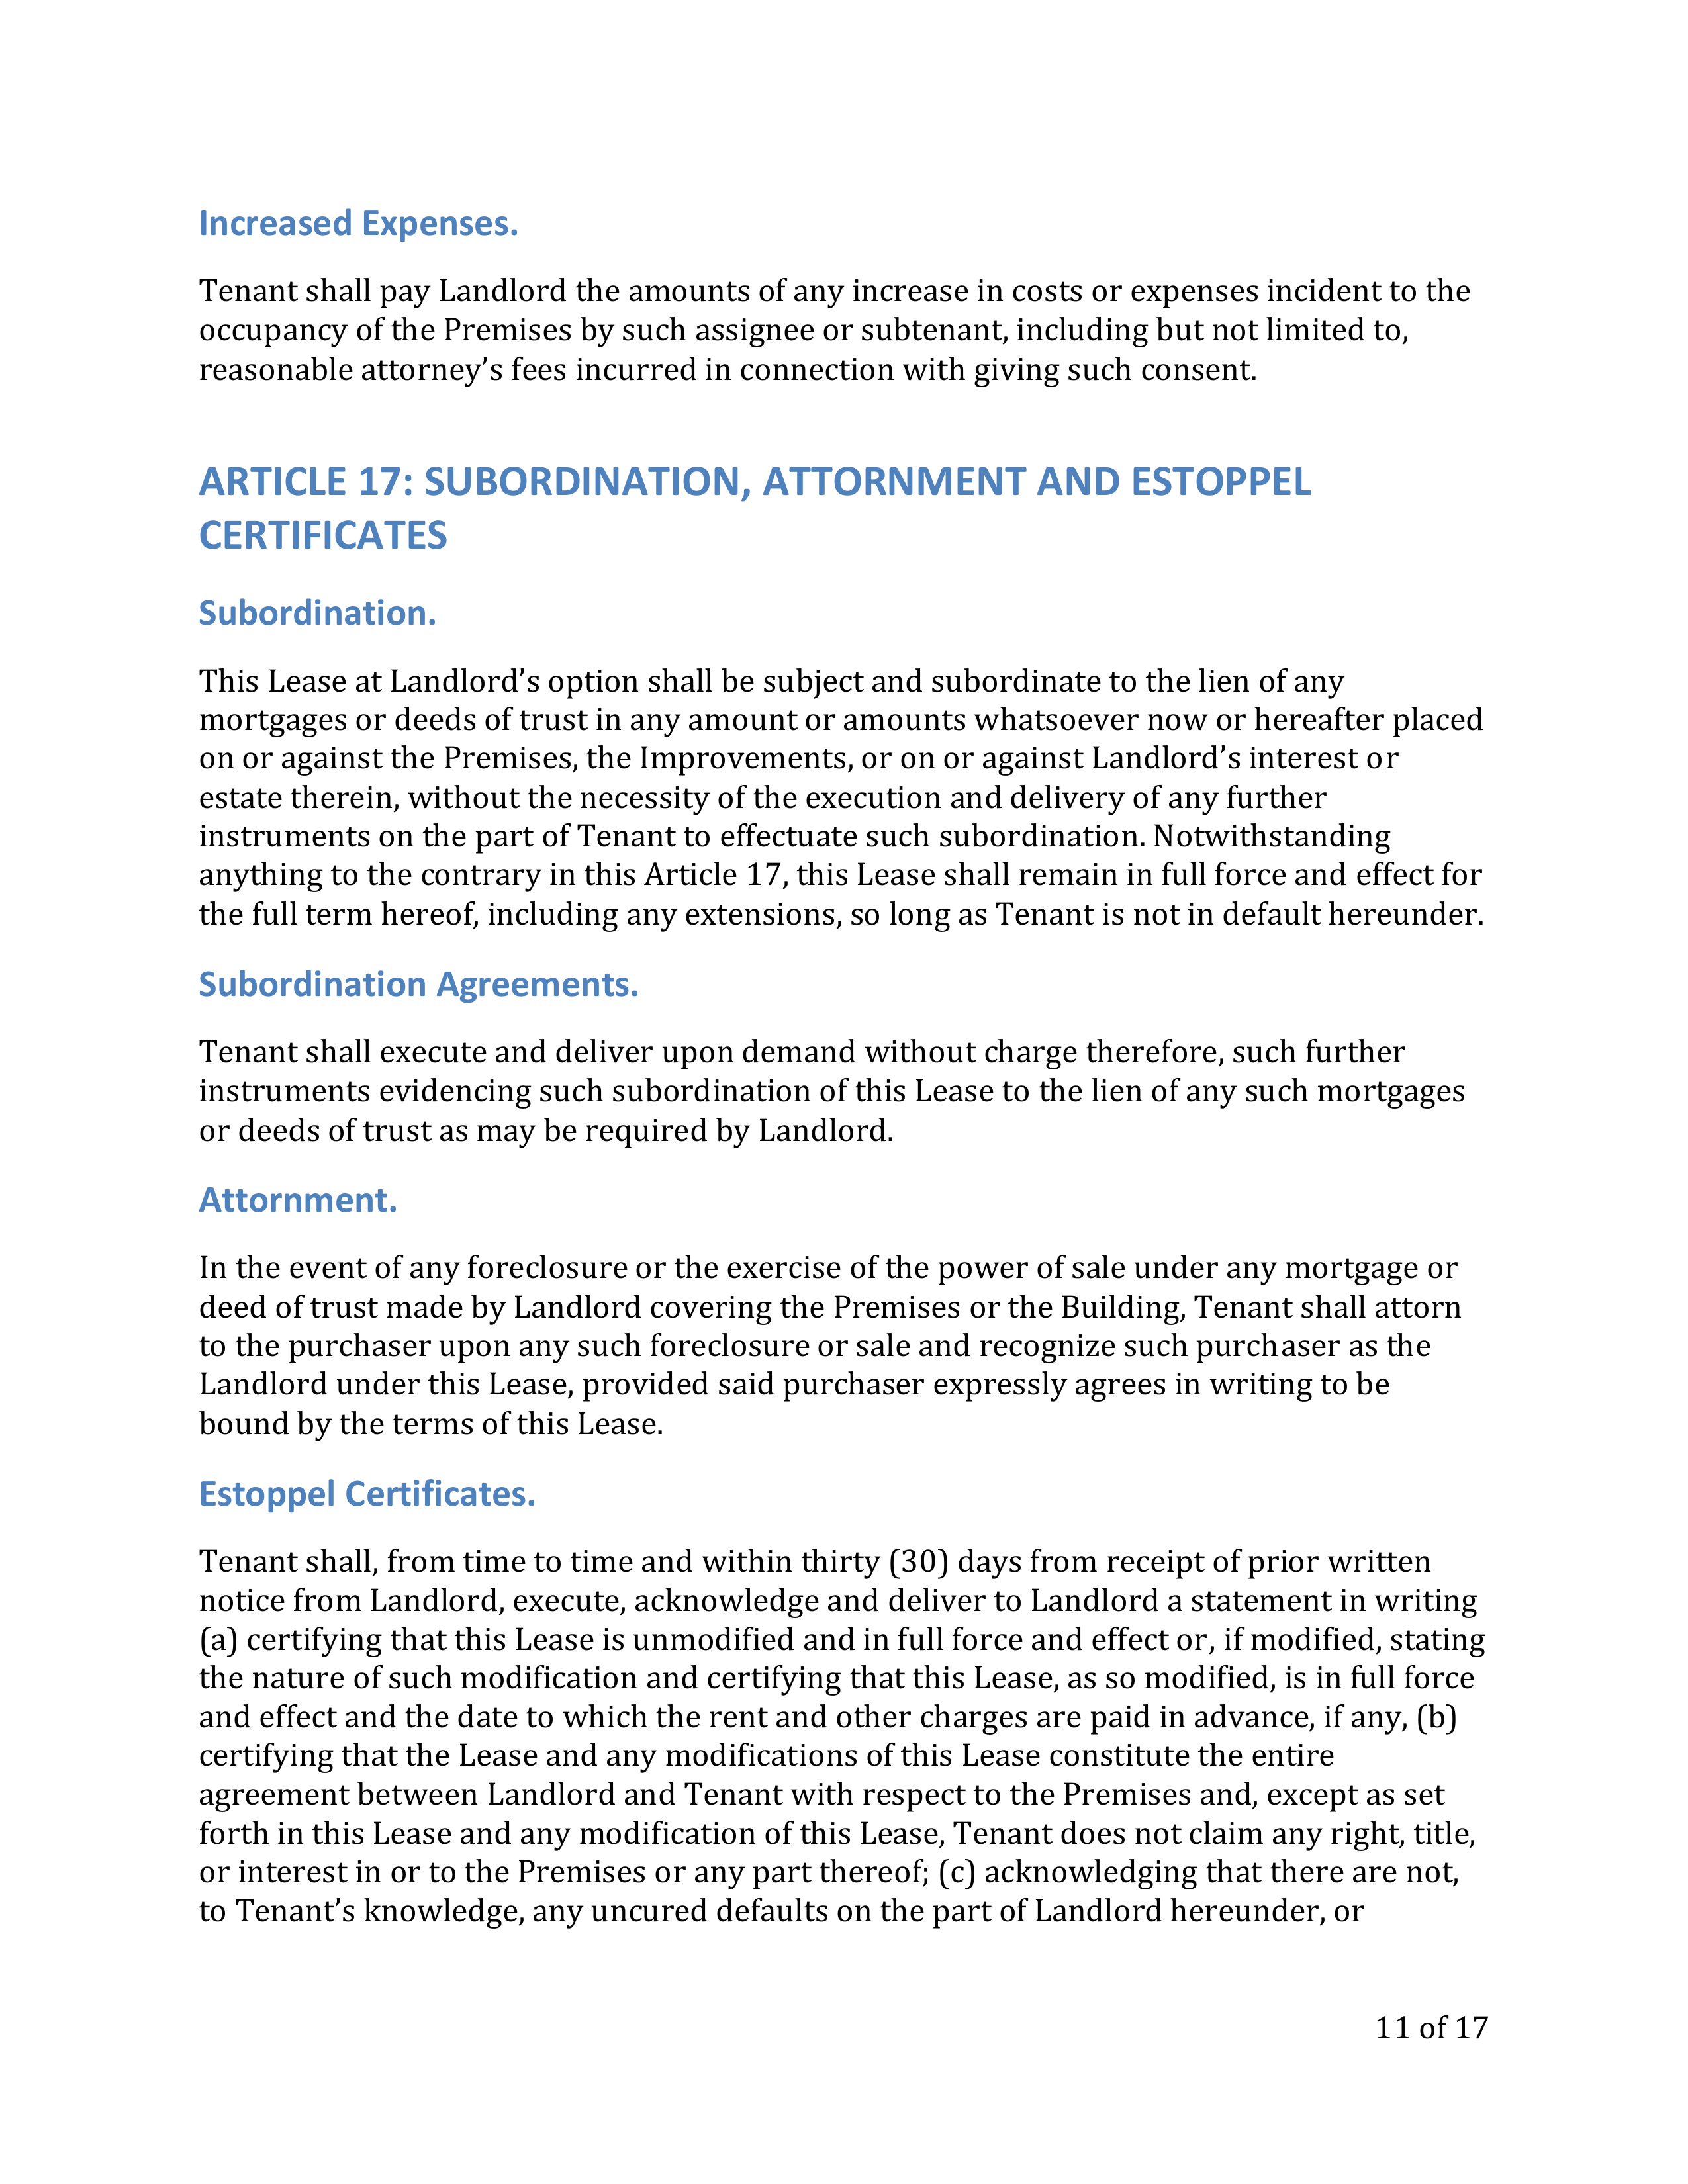 Increased Expenses.
Tenant shall pay Landlord the amounts of any increase in costs or expenses incident to the
occupancy of the Premises by such assignee or subtenant, including but not limited to,
reasonable attorney’s fees incurred in connection with giving such consent.
ARTICLE 17: SUBORDINATION, ATTORNMENT AND ESTOPPEL
CERTIFICATES
Subordination.
This Lease at Landlord’s option shall be subject and subordinate to the lien of any
mortgages or deeds of trust in any amount or amounts whatsoever now or hereafter placed
on or against the Premises, the Improvements, or on or against Landlord’s interest or
estate therein, without the necessity of the execution and delivery of any further
instruments on the part of Tenant to effectuate such subordination. Notwithstanding
anything to the contrary in this Article 17, this Lease shall remain in full force and effect for
the full term hereof, including any extensions, so long as Tenant is not in default hereunder.
Subordination Agreements.
Tenant shall execute and deliver upon demand without charge therefore, such further
instruments evidencing such subordination of this Lease to the lien of any such mortgages
or deeds of trust as may be required by Landlord.
Attornment.
In the event of any foreclosure or the exercise of the power of sale under any mortgage or
deed of trust made by Landlord covering the Premises or the Building, Tenant shall attorn
to the purchaser upon any such foreclosure or sale and recognize such purchaser as the
Landlord under this Lease, provided said purchaser expressly agrees in writing to be
bound by the terms of this Lease.
Estoppel Certificates.
Tenant shall, from time to time and within thirty (30) days from receipt of prior written
notice from Landlord, execute, acknowledge and deliver to Landlord a statement in writing
(a) certifying that this Lease is unmodified and in full force and effect or, if modified, stating
the nature of such modification and certifying that this Lease, as so modified, is in full force
and effect and the date to which the rent and other charges are paid in advance, if any, (b)
certifying that the Lease and any modifications of this Lease constitute the entire
agreement between Landlord and Tenant with respect to the Premises and, except as set
forth in this Lease and any modification of this Lease, Tenant does not claim any right, title,
or interest in or to the Premises or any part thereof; (c) acknowledging that there are not,
to Tenant’s knowledge, any uncured defaults on the part of Landlord hereunder, or
11 of 17